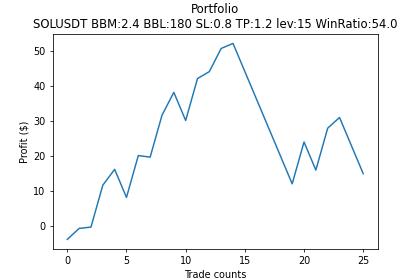 Portfolio
SOLUSDT BBM:2.4 BBL:180 SL:0.8 TP:1.2 lev:15 WinRatio:54.0
Profit ($)
50
40
30
20
10
0
0 5 10 15 20 25
Trade counts